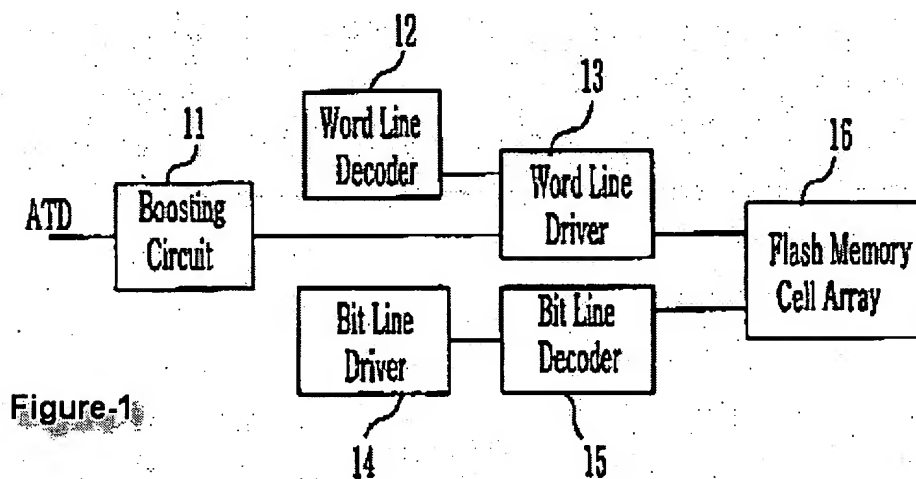 12
Word Line
Decoder
13
Word Line
Driver
11
Boosting
Circuit
ATD
16
Flash Memory
Cell Array
Bit Line
Driver
14
Bit Line
Decoder
15
Figure-1